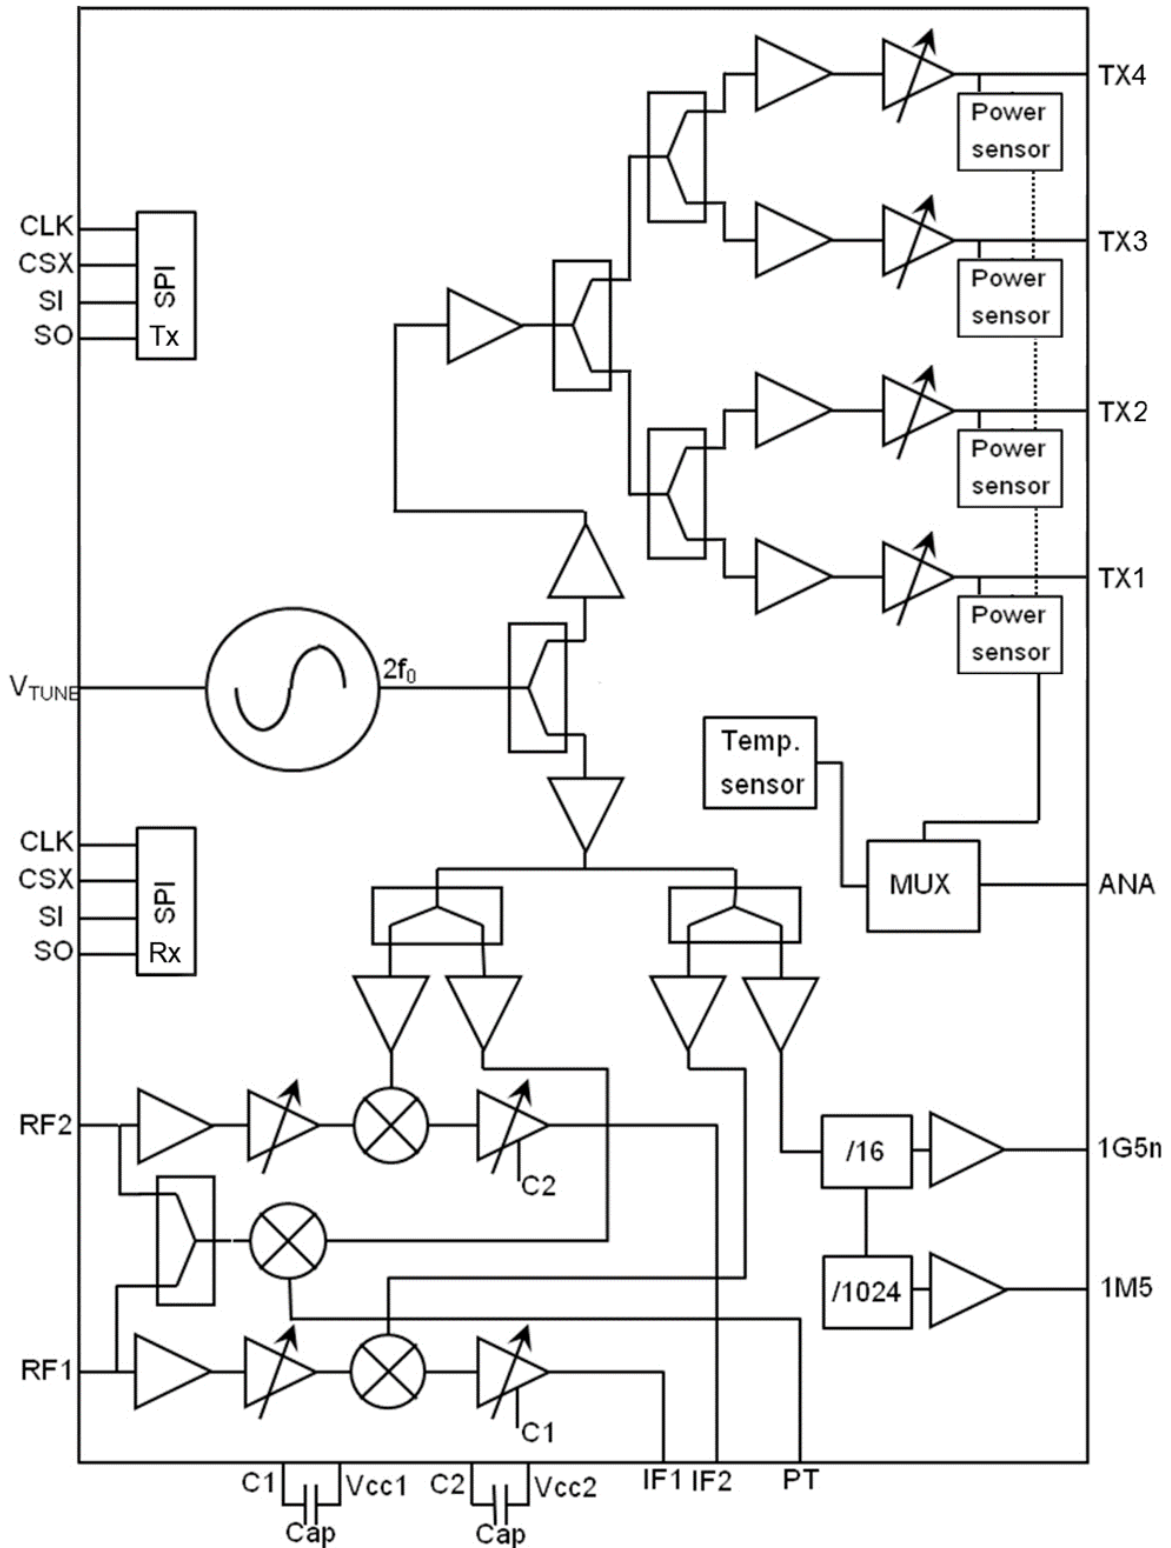 TX4
Power
sensor
CLK
CSX
SI
SO
SPI
Tx
TX3
Power
sensor
TX2
Power
sensor
TX1
Power
sensor
2f0
VTUNE
Temp.
sensor
CLK
CSX
SI
SO
SPI
Rx
MUX
ANA
RF2
C2
/16
1G5n
/1024
1M5
RF1
C1
C1
Vcc1
C2
Vcc2
IF1
IF2
PT
Cap
Cap